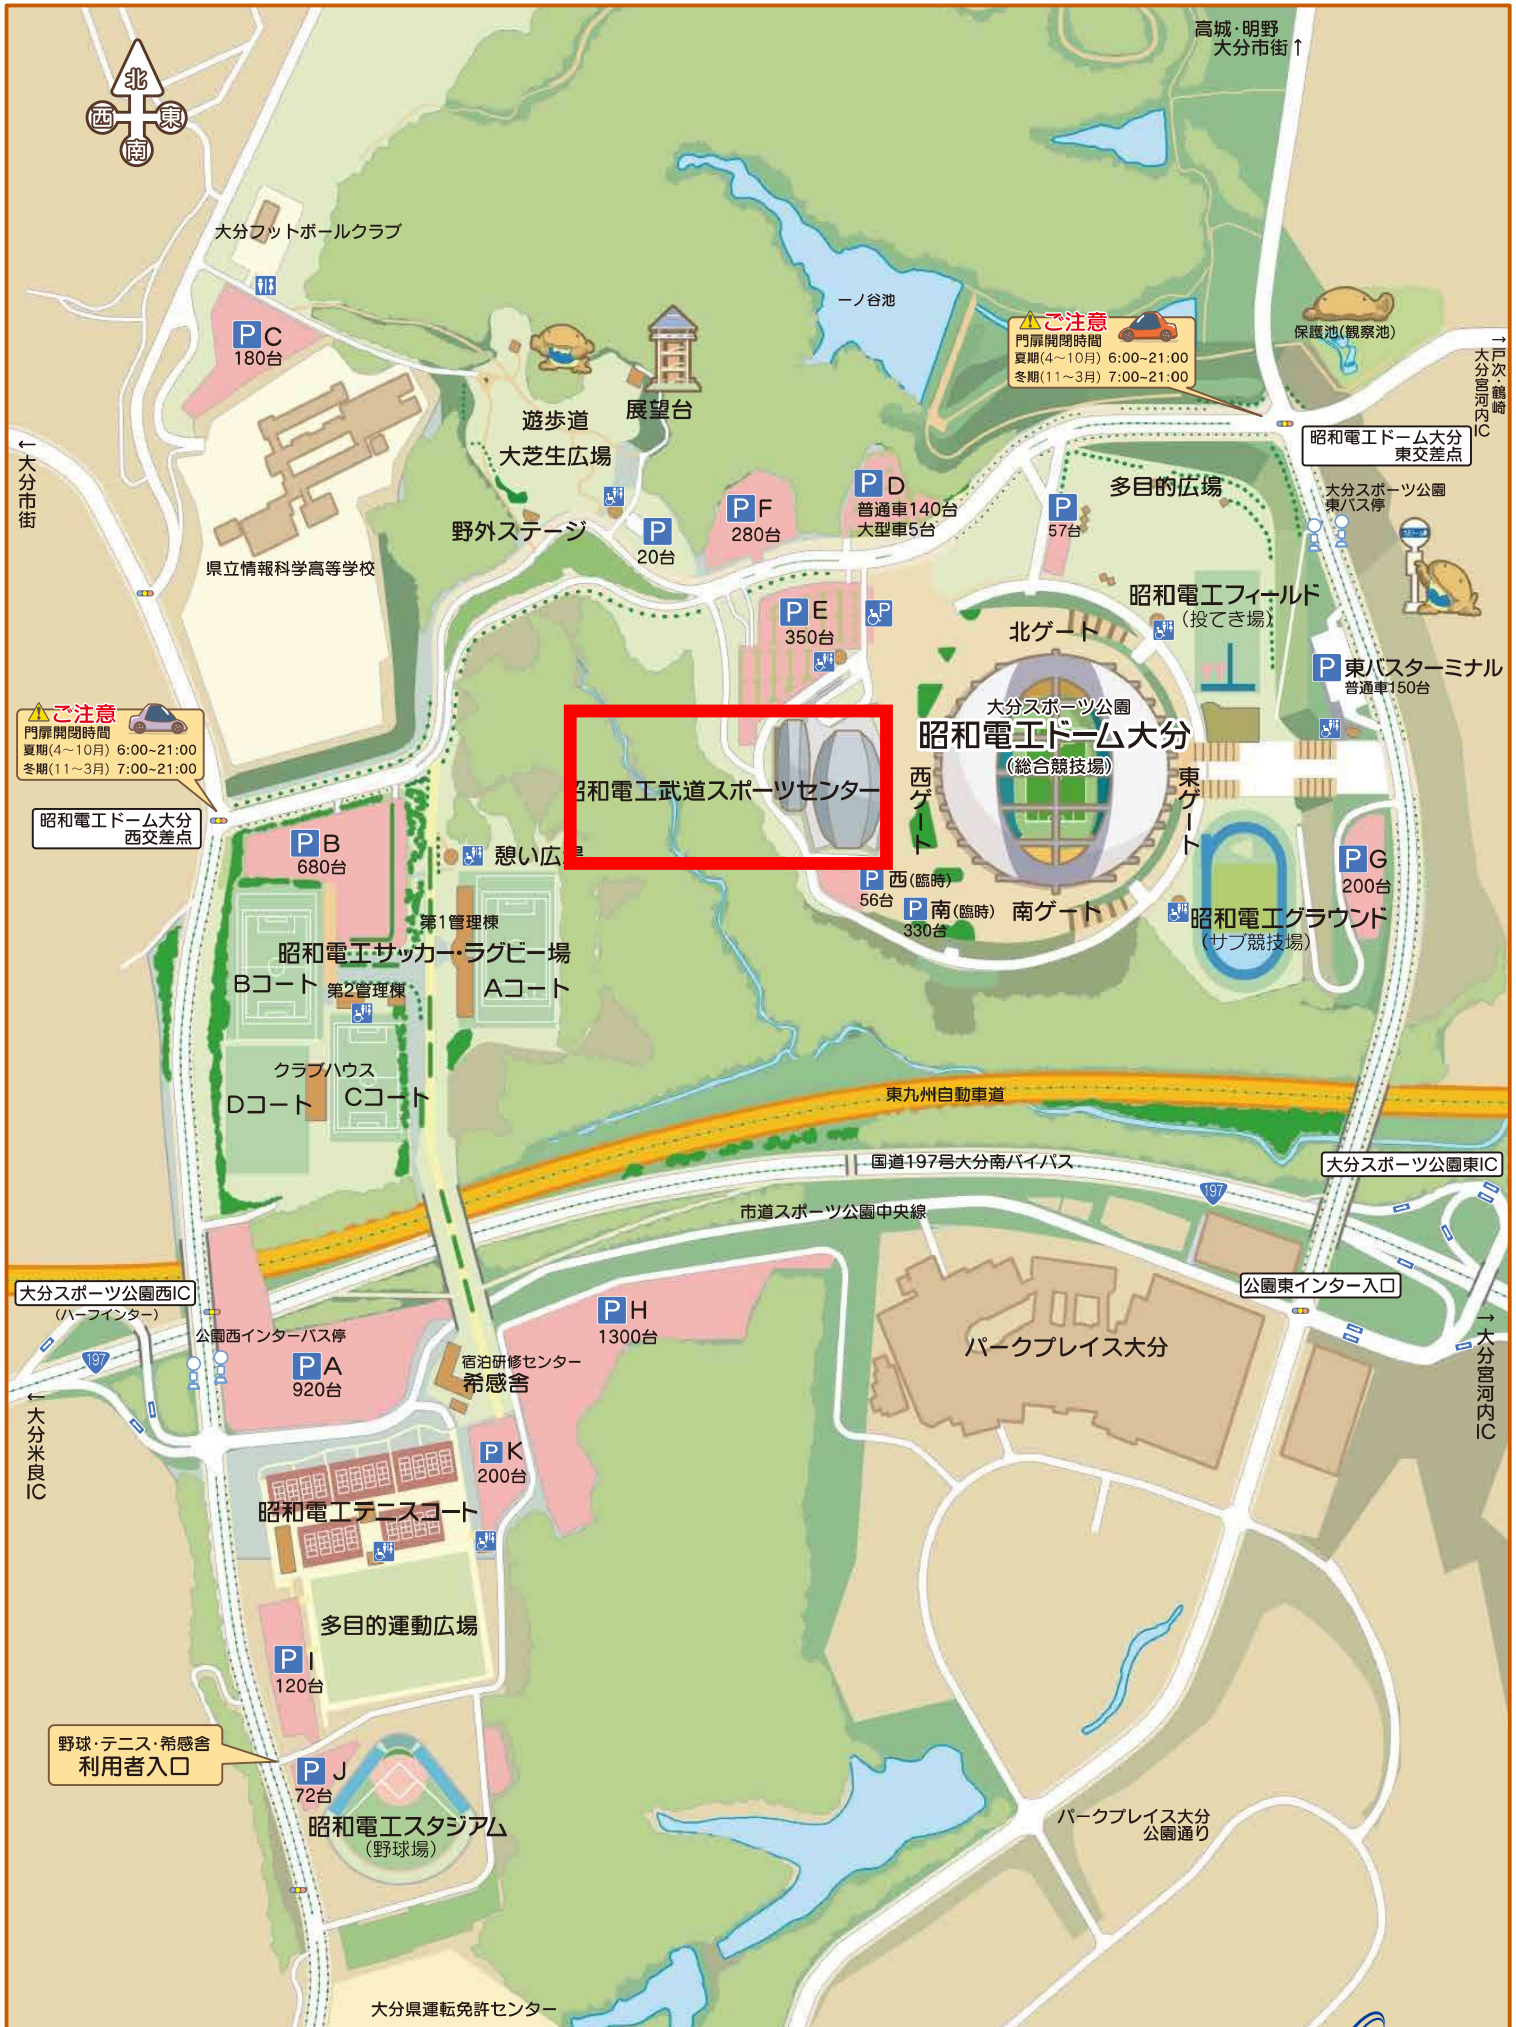 高城・明野
大分市街↑
北
西
東
南
大分フットボールクラブ
P C
180台
一ノ谷池
ご注意
門扉開閉時間
夏期(4～10月) 6:00~21:00
冬期(11～3月) 7:00~21:00
保護池(観察池)
→戸次・鶴崎
大分宮河内IC
展望台
遊歩道
大芝生広場
昭和電工ドーム大分
東交差点
←大分市街
P D
普通車140台
大型車5台
多目的広場
大分スポーツ公園
東バス停
P F
280台
P
57台
野外ステージ
P
20台
県立情報科学高等学校
昭和電工フィールド
(投てき場)
P E
350台
P
北ゲート
P 東バスターミナル
普通車150台
ご注意
門扉開閉時間
夏期(4～10月) 6:00~21:00
冬期(11～3月) 7:00~21:00
大分スポーツ公園
昭和電工ドーム大分
(総合競技場)
西ゲート
東ゲート
昭和電工武道スポーツセンター
昭和電工ドーム大分
西交差点
P B
680台
憩い広場
P G
200台
P 西(臨時)
56台
P 南(臨時)
330台
南ゲート
昭和電工グラウンド
(サブ競技場)
第1管理棟
昭和電工サッカー・ラグビー場
Bコート
第2管理棟
Aコート
クラブハウス
Dコート
Cコート
東九州自動車道
国道197号大分南バイパス
大分スポーツ公園東IC
197
市道スポーツ公園中央線
大分スポーツ公園西IC
(ハーフインター)
公園東インター入口
P H
1300台
公園西インターバス停
197
P A
920台
パークプレイス大分
宿泊研修センター
希感舎
→大分宮河内IC
←大分米良IC
P K
200台
昭和電工テニスコート
多目的運動広場
P I
120台
野球・テニス・希感舎
利用者入口
P J
72台
昭和電工スタジアム
(野球場)
パークプレイス大分
公園通り
大分県運転免許センター